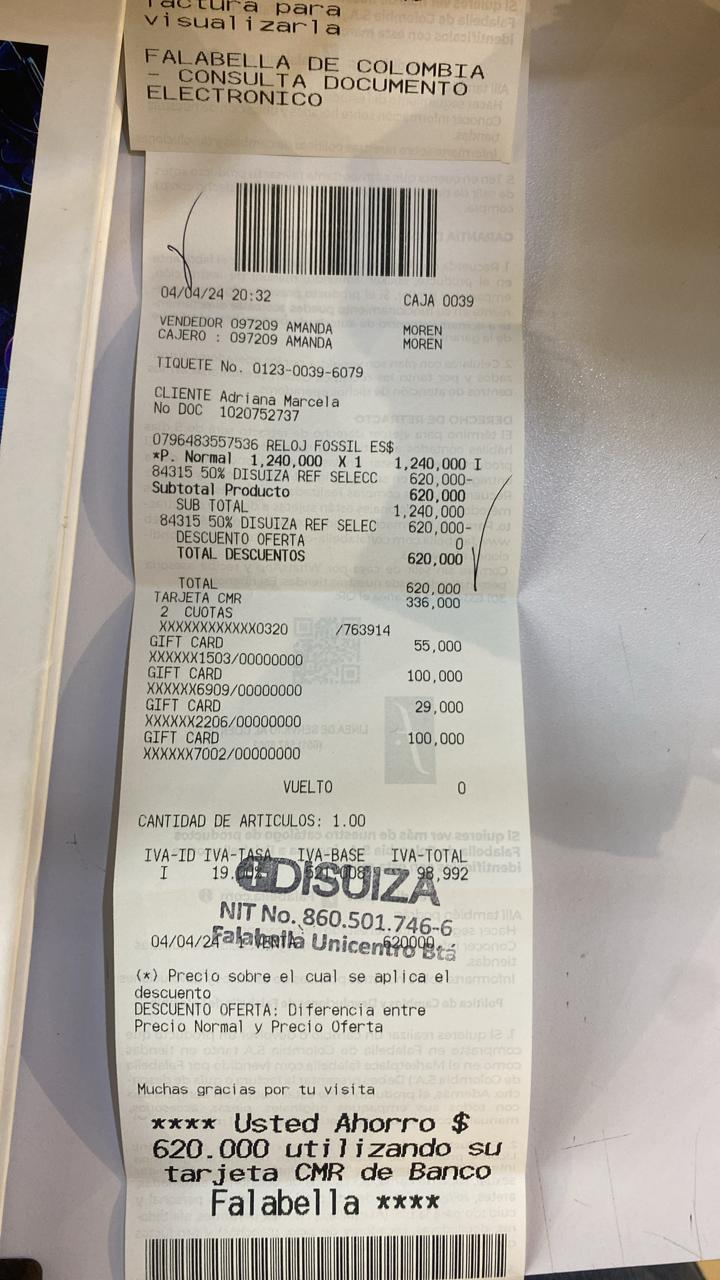 factura para
visualizarla
FALABELLA DE COLOMBIA
- CONSULTA DOCUMENTO
ELECTRONICO
04/04/24 20:32 CAJA 0039
VENDEDOR 097209 AMANDA MOREN
CAJERO : 097209 AMANDA MOREN
TIQUETE No. 0123-0039-6079
CLIENTE Adriana Marcela
No DOC 1020752737
0796483557536 RELOJ FOSSIL ES$
*P. Normal 1,240,000 X 1 1,240,000 I
84315 50% DISUIZA REF SELECC 620,000-
Subtotal Producto 620,000
SUB TOTAL 1,240,000
84315 50% DISUIZA REF SELEC 620,000-
DESCUENTO OFERTA 0
TOTAL DESCUENTOS 620,000
TOTAL 620,000
TARJETA CMR 336,000
2 CUOTAS
XXXXXXXXXXXX0320 /763914
GIFT CARD 55,000
XXXXXX1503/00000000
GIFT CARD 100,000
XXXXXX6909/00000000
GIFT CARD 29,000
XXXXXX2206/00000000
GIFT CARD 100,000
XXXXXX7002/00000000
VUELTO 0
CANTIDAD DE ARTICULOS: 1.00
IVA-ID IVA-TASA IVA-BASE IVA-TOTAL
I 98,992
DISUIZA
NIT No. 860.501.746-6
Falabella Unicentro Btá
04/04/24 1 VENTA 620000
(*) Precio sobre el cual se aplica el
descuento
DESCUENTO OFERTA: Diferencia entre
Precio Normal y Precio Oferta
Muchas gracias por tu visita
**** Usted Ahorro $
620.000 utilizando su
tarjeta CMR de Banco
Falabella ****